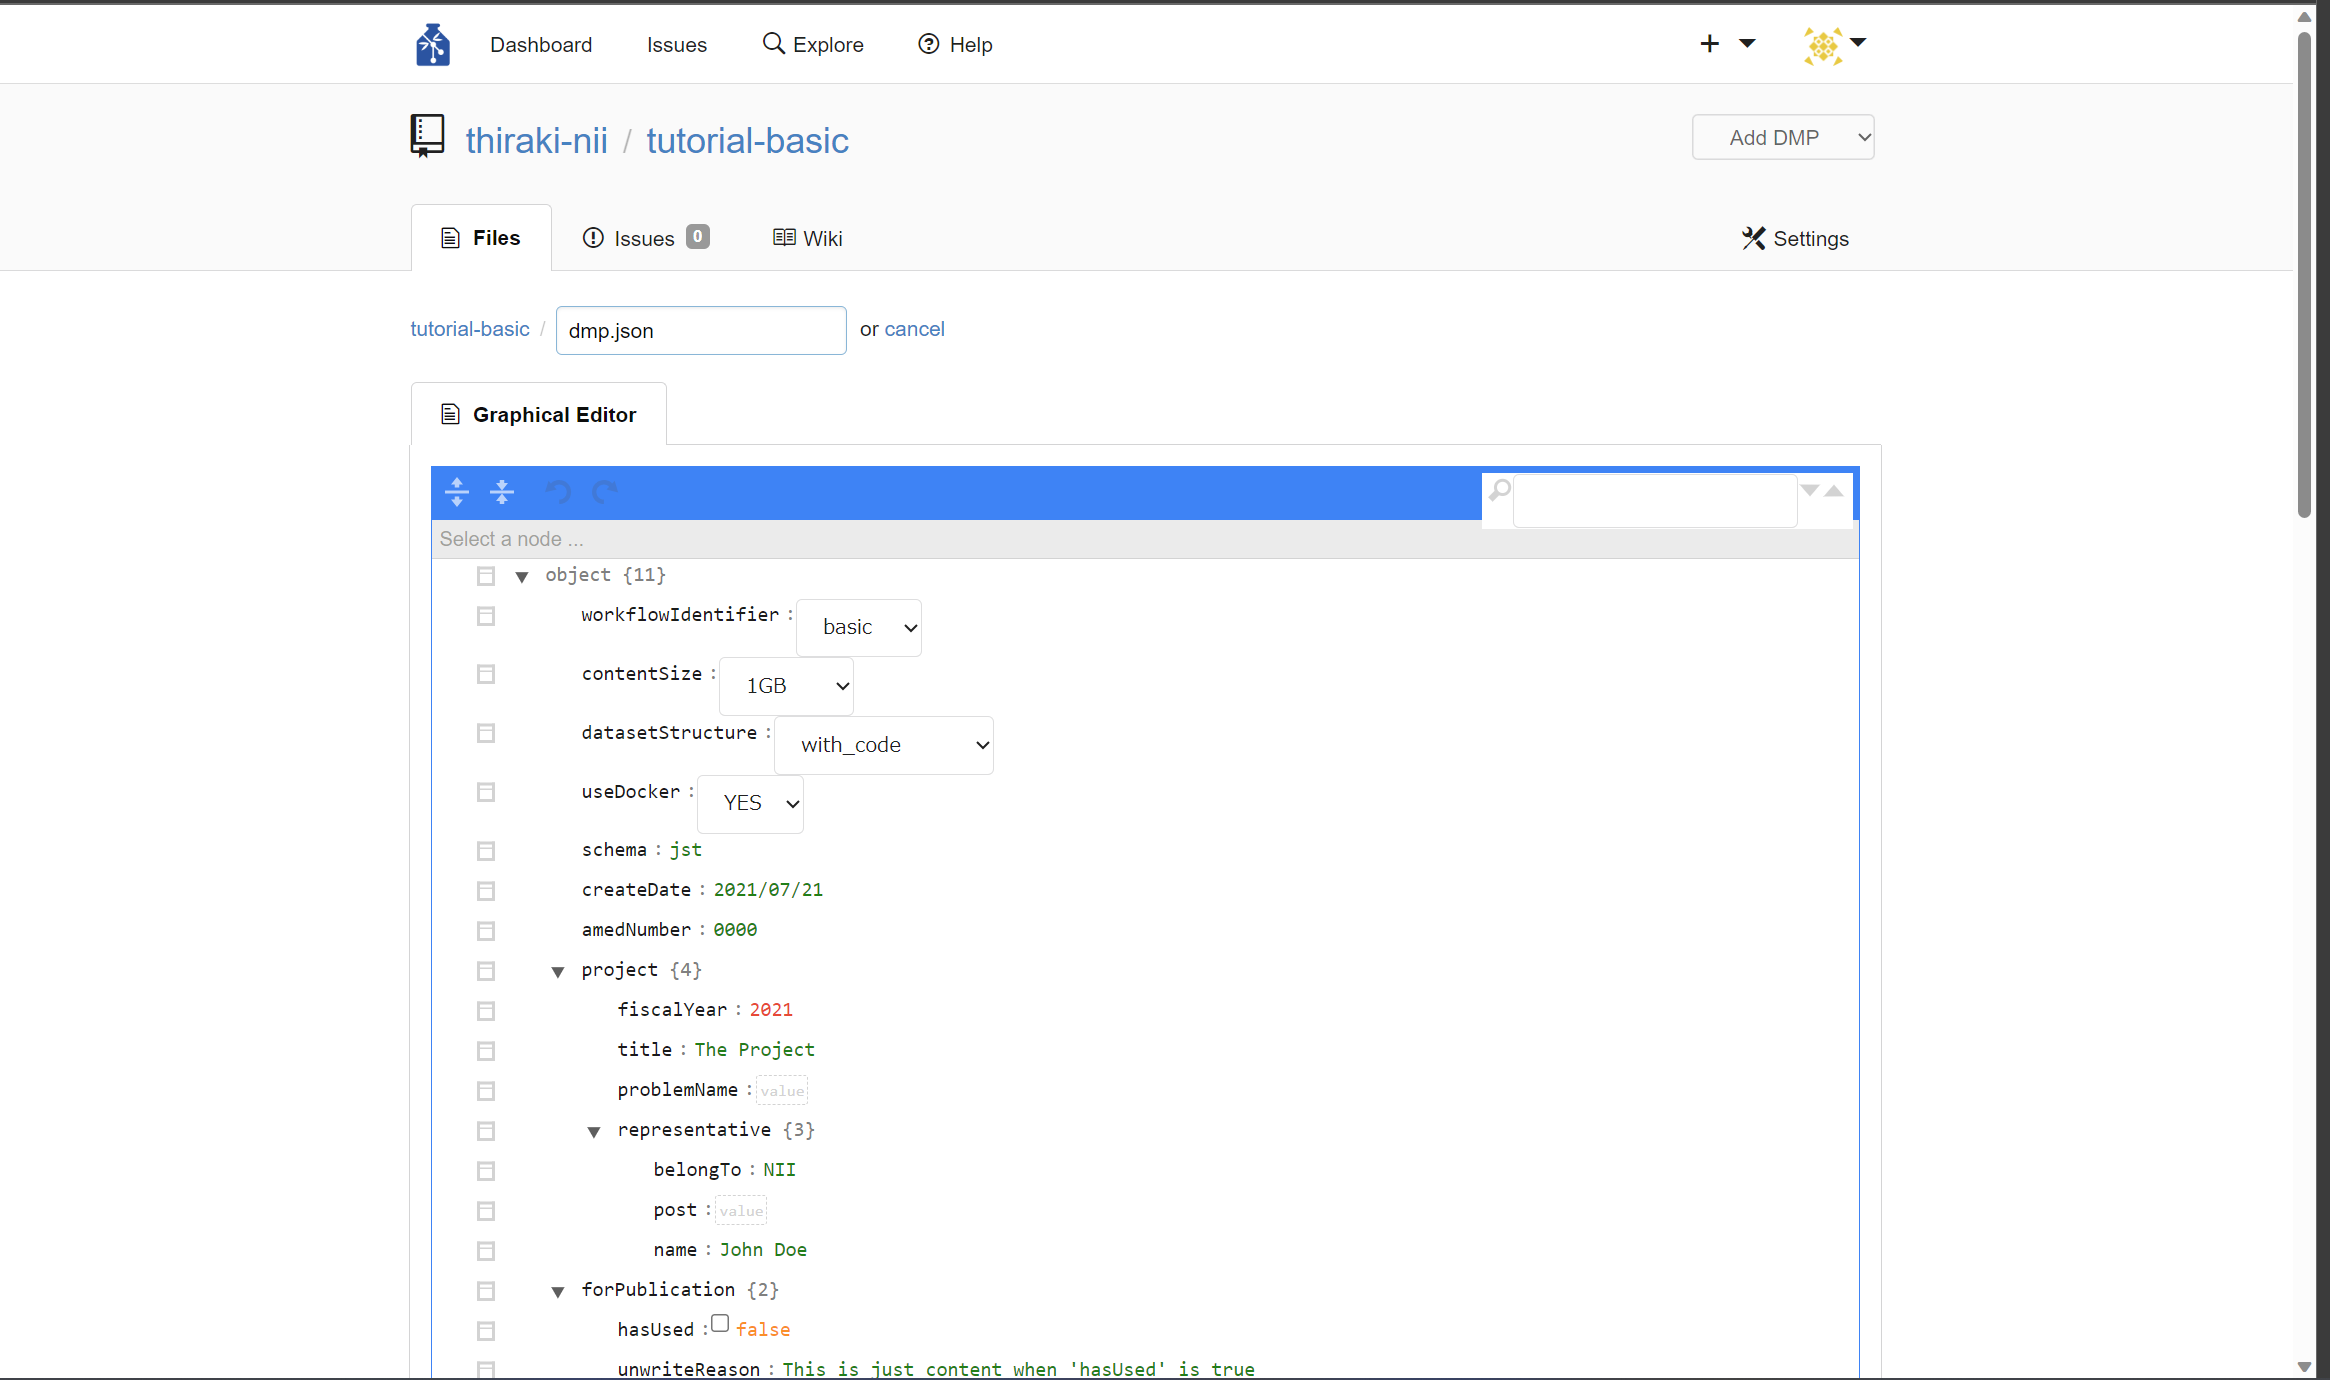 Dashboard Issues Explore Help
thiraki-nii / tutorial-basic Add DMP
Files Issues 0 Wiki Settings
tutorial-basic / dmp.json or cancel
Graphical Editor
Select a node ...
object {11}
workflowIdentifier : basic
contentSize : 1GB
datasetStructure : with_code
useDocker : YES
schema : jst
createDate : 2021/07/21
amedNumber : 0000
project {4}
fiscalYear : 2021
title : The Project
problemName : value
representative {3}
belongTo : NII
post : value
name : John Doe
forPublication {2}
hasUsed : false
unwriteReason : This is just content when 'hasUsed' is true